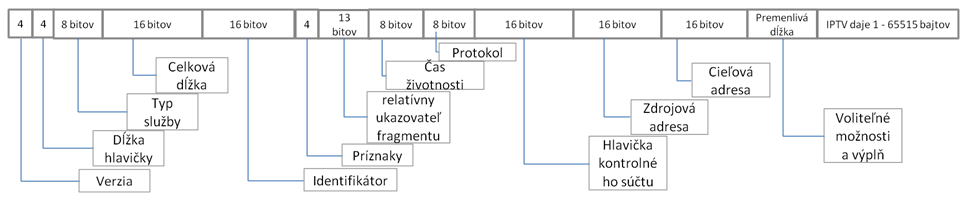 4 4 8 bitov 16 bitov 16 bitov 4 13 bitov 8 bitov 8 bitov 16 bitov 16 bitov 16 bitov Premenlivá dĺžka IPTV daje 1 - 65515 bajtov
Protokol
Celková
dĺžka
Čas
životnosti
Cieľová
adresa
Typ
služby
relatívny
ukazovateľ
fragmentu
Zdrojová
adresa
Voliteľné
možnosti
a výplň
Dĺžka
hlavičky
Príznaky
Hlavička
kontrolné
ho súčtu
Verzia
Identifikátor